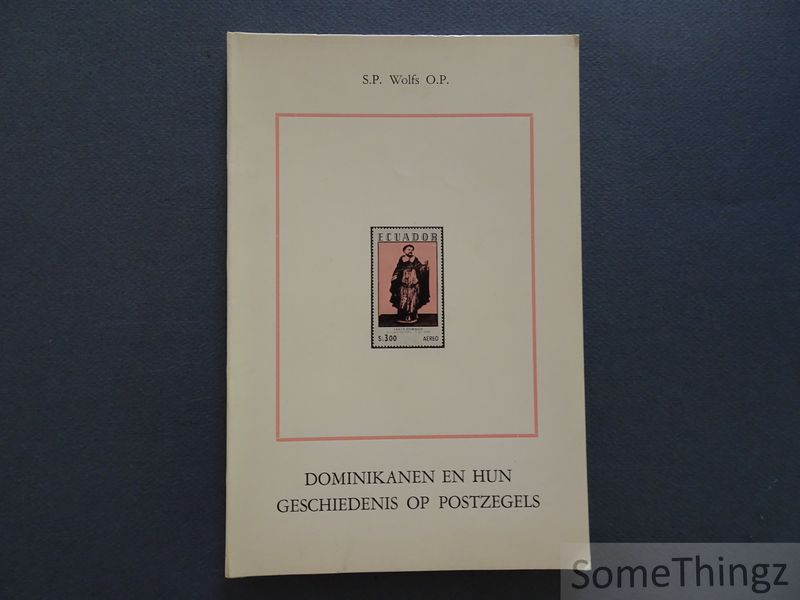 S.P. Wolfs O.P.
ECUADOR
S/.3.00 AEREO
DOMINIKANEN EN HUN
GESCHIEDENIS OP POSTZEGELS
SomeThingz